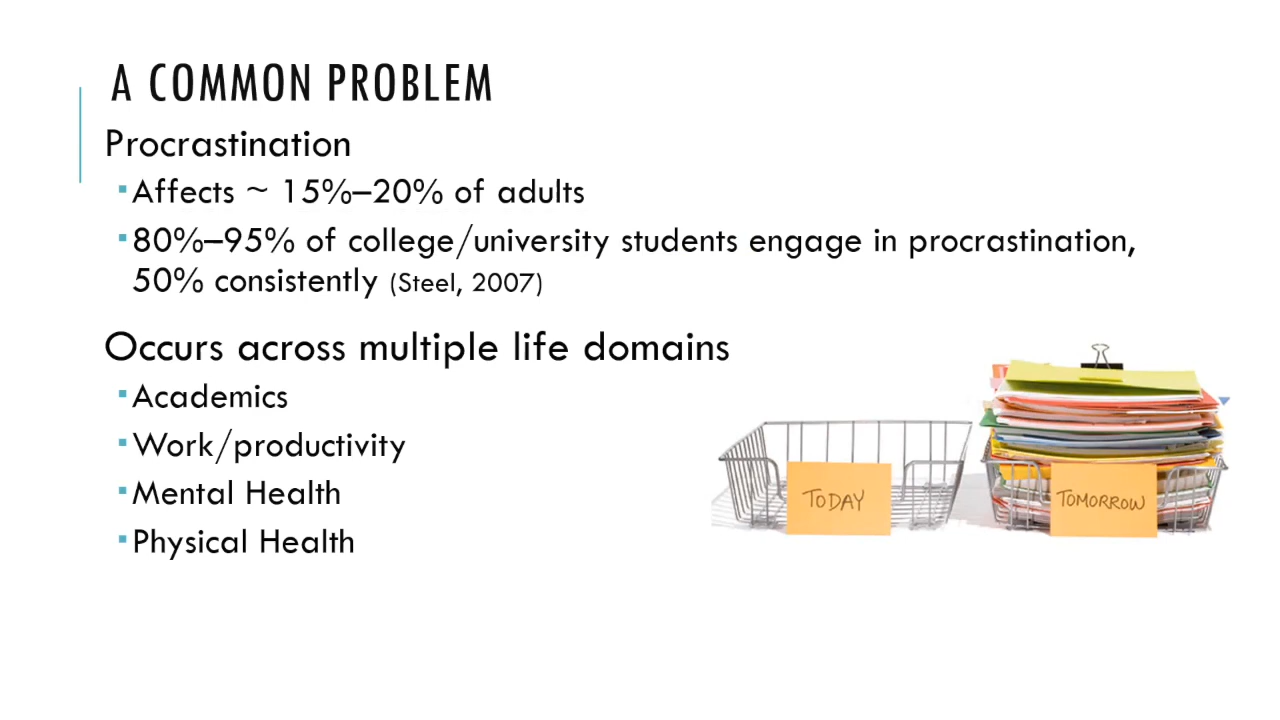 A COMMON PROBLEM
Procrastination
▪Affects ~ 15%–20% of adults
▪80%–95% of college/university students engage in procrastination,
50% consistently (Steel, 2007)
Occurs across multiple life domains
▪Academics
▪Work/productivity
▪Mental Health
▪Physical Health
TODAY
TOMORROW